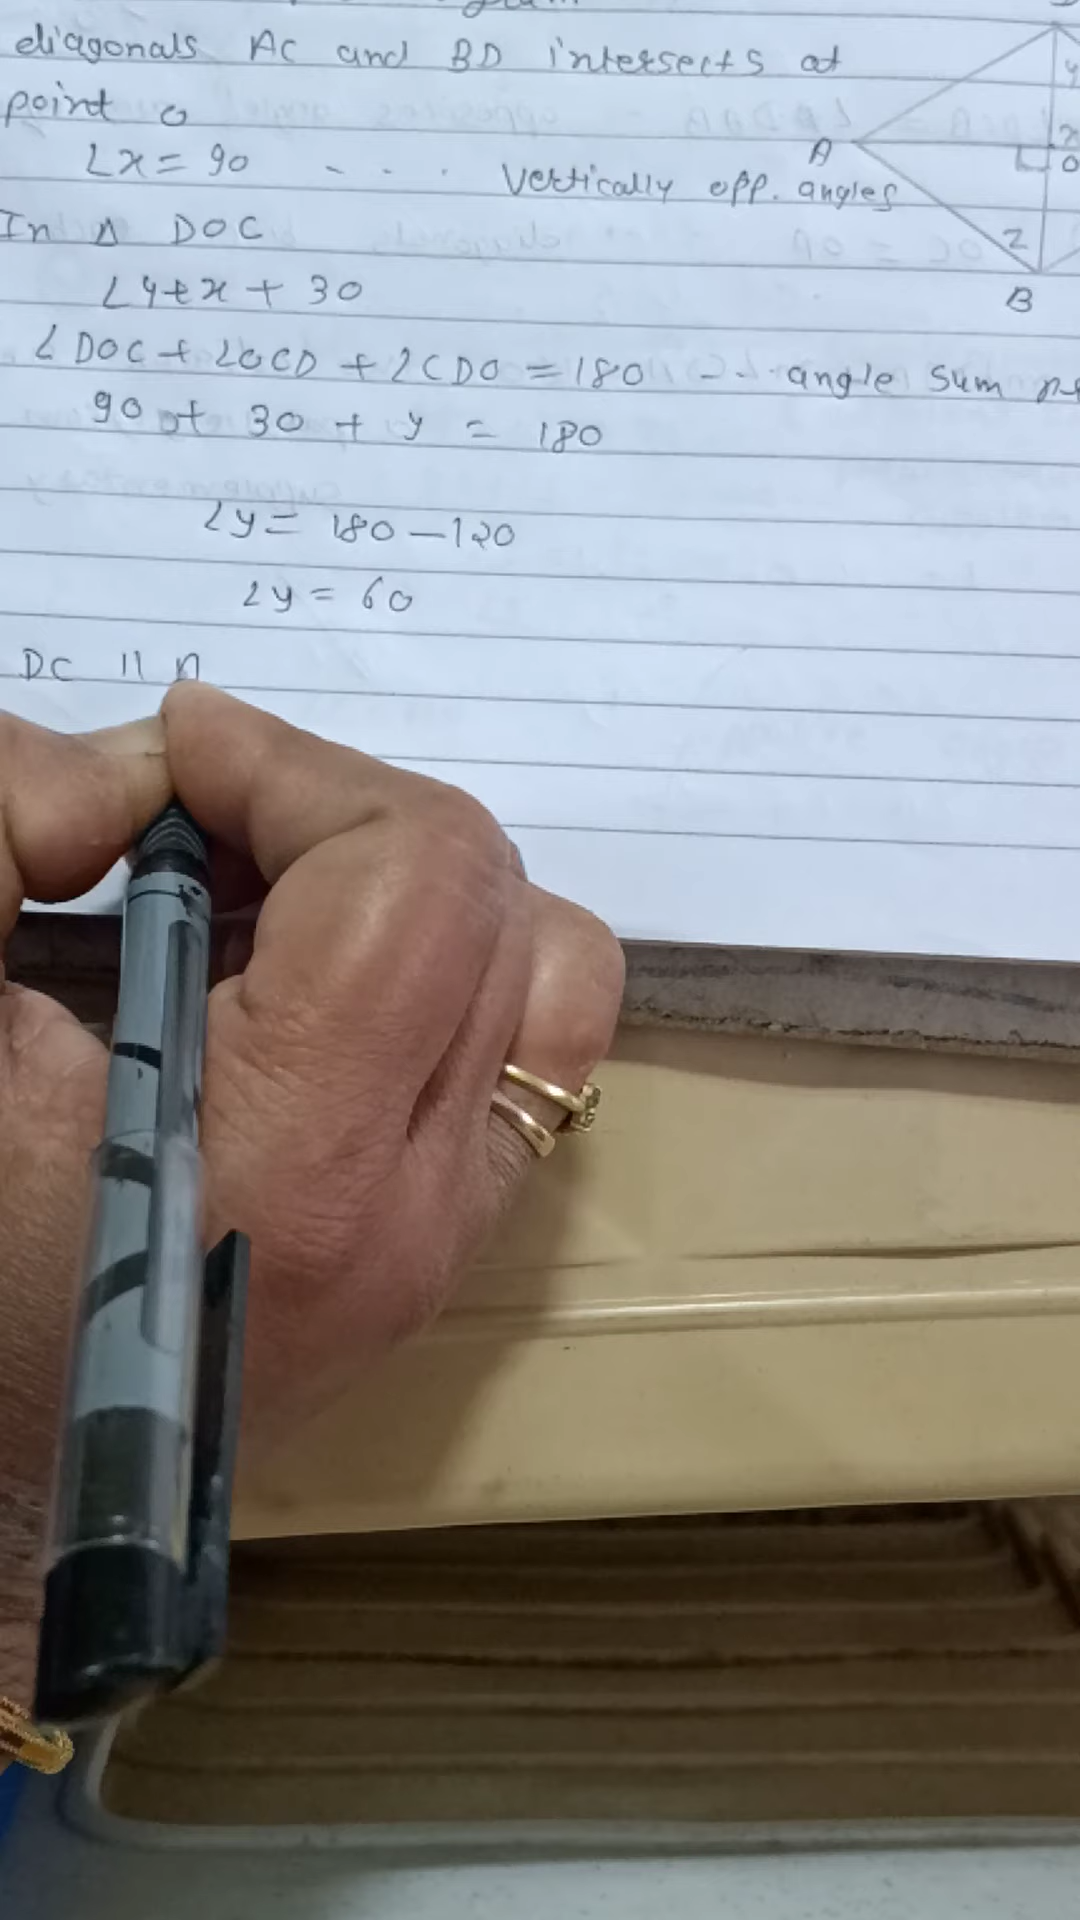 diagonals AC and BD intersects at
point O
∠x = 90 - - - vertically opp. angles
In Δ DOC
∠y + x + 30
∠DOC + ∠OCD + ∠CDO = 180 - - angle sum
90 + 30 + y = 180
∠y = 180 - 120
∠y = 60
DC ||
y
x
A
O
Z
B